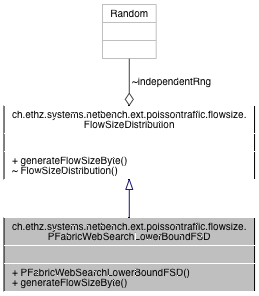 Random
~independentRng
ch.ethz.systems.netbench.ext.poissontraffic.flowsize.
FlowSizeDistribution
+ generateFlowSizeByte()
~ FlowSizeDistribution()
ch.ethz.systems.netbench.ext.poissontraffic.flowsize.
PFabricWebSearchLowerBoundFSD
+ PFabricWebSearchLowerBoundFSD()
+ generateFlowSizeByte()